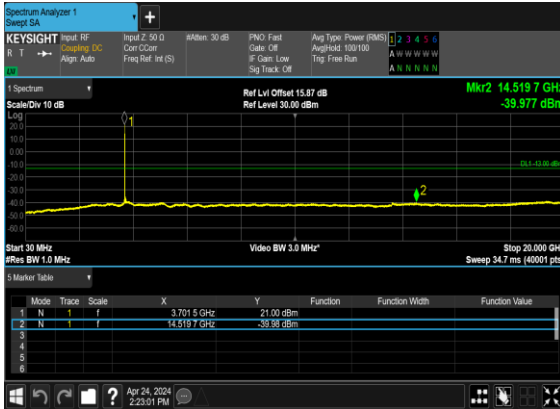 Spectrum Analyzer 1
Swept SA
+
KEYSIGHT Input: RF Input Z: 50 Ω #Atten: 30 dB PNO: Fast Avg Type: Power (RMS) 1 2 3 4 5 6
R T Coupling: DC Corr CCorr Gate: Off Avg|Hold: 100/100 A W W W W W
Align: Auto Freq Ref: Int (S) IF Gain: Low Trig: Free Run
Sig Track: Off A N N N N N
1 Spectrum Ref Lvl Offset 15.87 dB Mkr2 14.519 7 GHz
Scale/Div 10 dB Ref Level 30.00 dBm -39.977 dBm
Log
20.0
10.0
0.00
-10.0
-20.0
-30.0
-40.0
-50.0
-60.0
1
DL1 -13.00 dBm
2
Start 30 MHz Video BW 3.0 MHz* Stop 20.000 GH
#Res BW 1.0 MHz Sweep 34.7 ms (40001 pts
5 Marker Table
Mode Trace Scale X Y Function Function Width Function Value
1 N 1 f 3.701 5 GHz 21.00 dBm
2 N 1 f 14.519 7 GHz -39.98 dBm
3
4
5
6
? Apr 24, 2024
2:23:01 PM